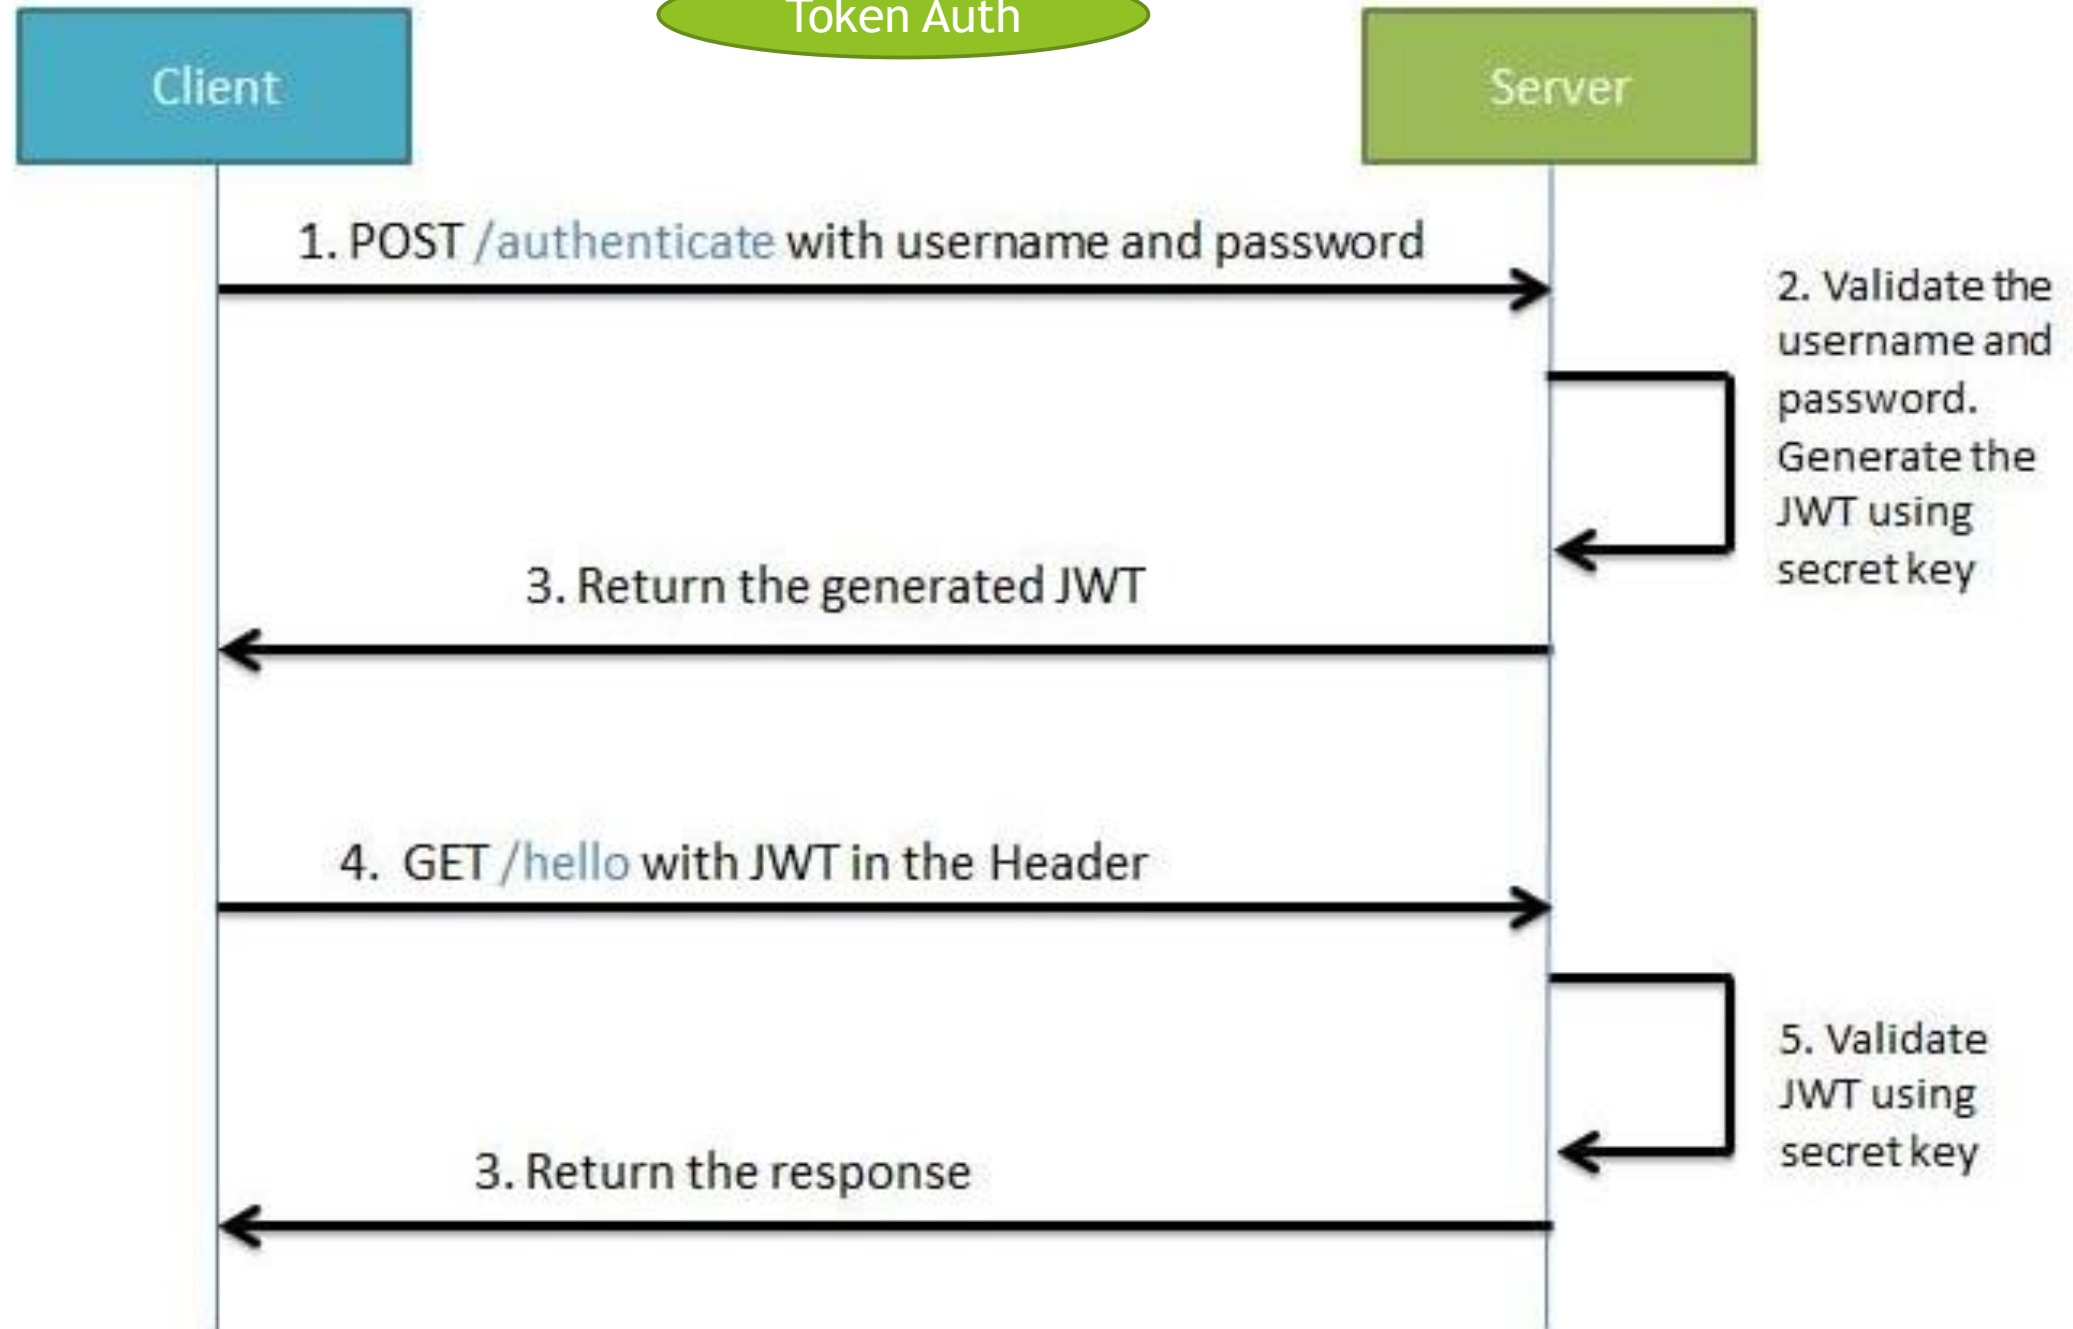 Token Auth
Client
Server
1. POST /authenticate with username and password
2. Validate the
username and
password.
Generate the
JWT using
secret key
3. Return the generated JWT
4. GET /hello with JWT in the Header
5. Validate
JWT using
secret key
3. Return the response